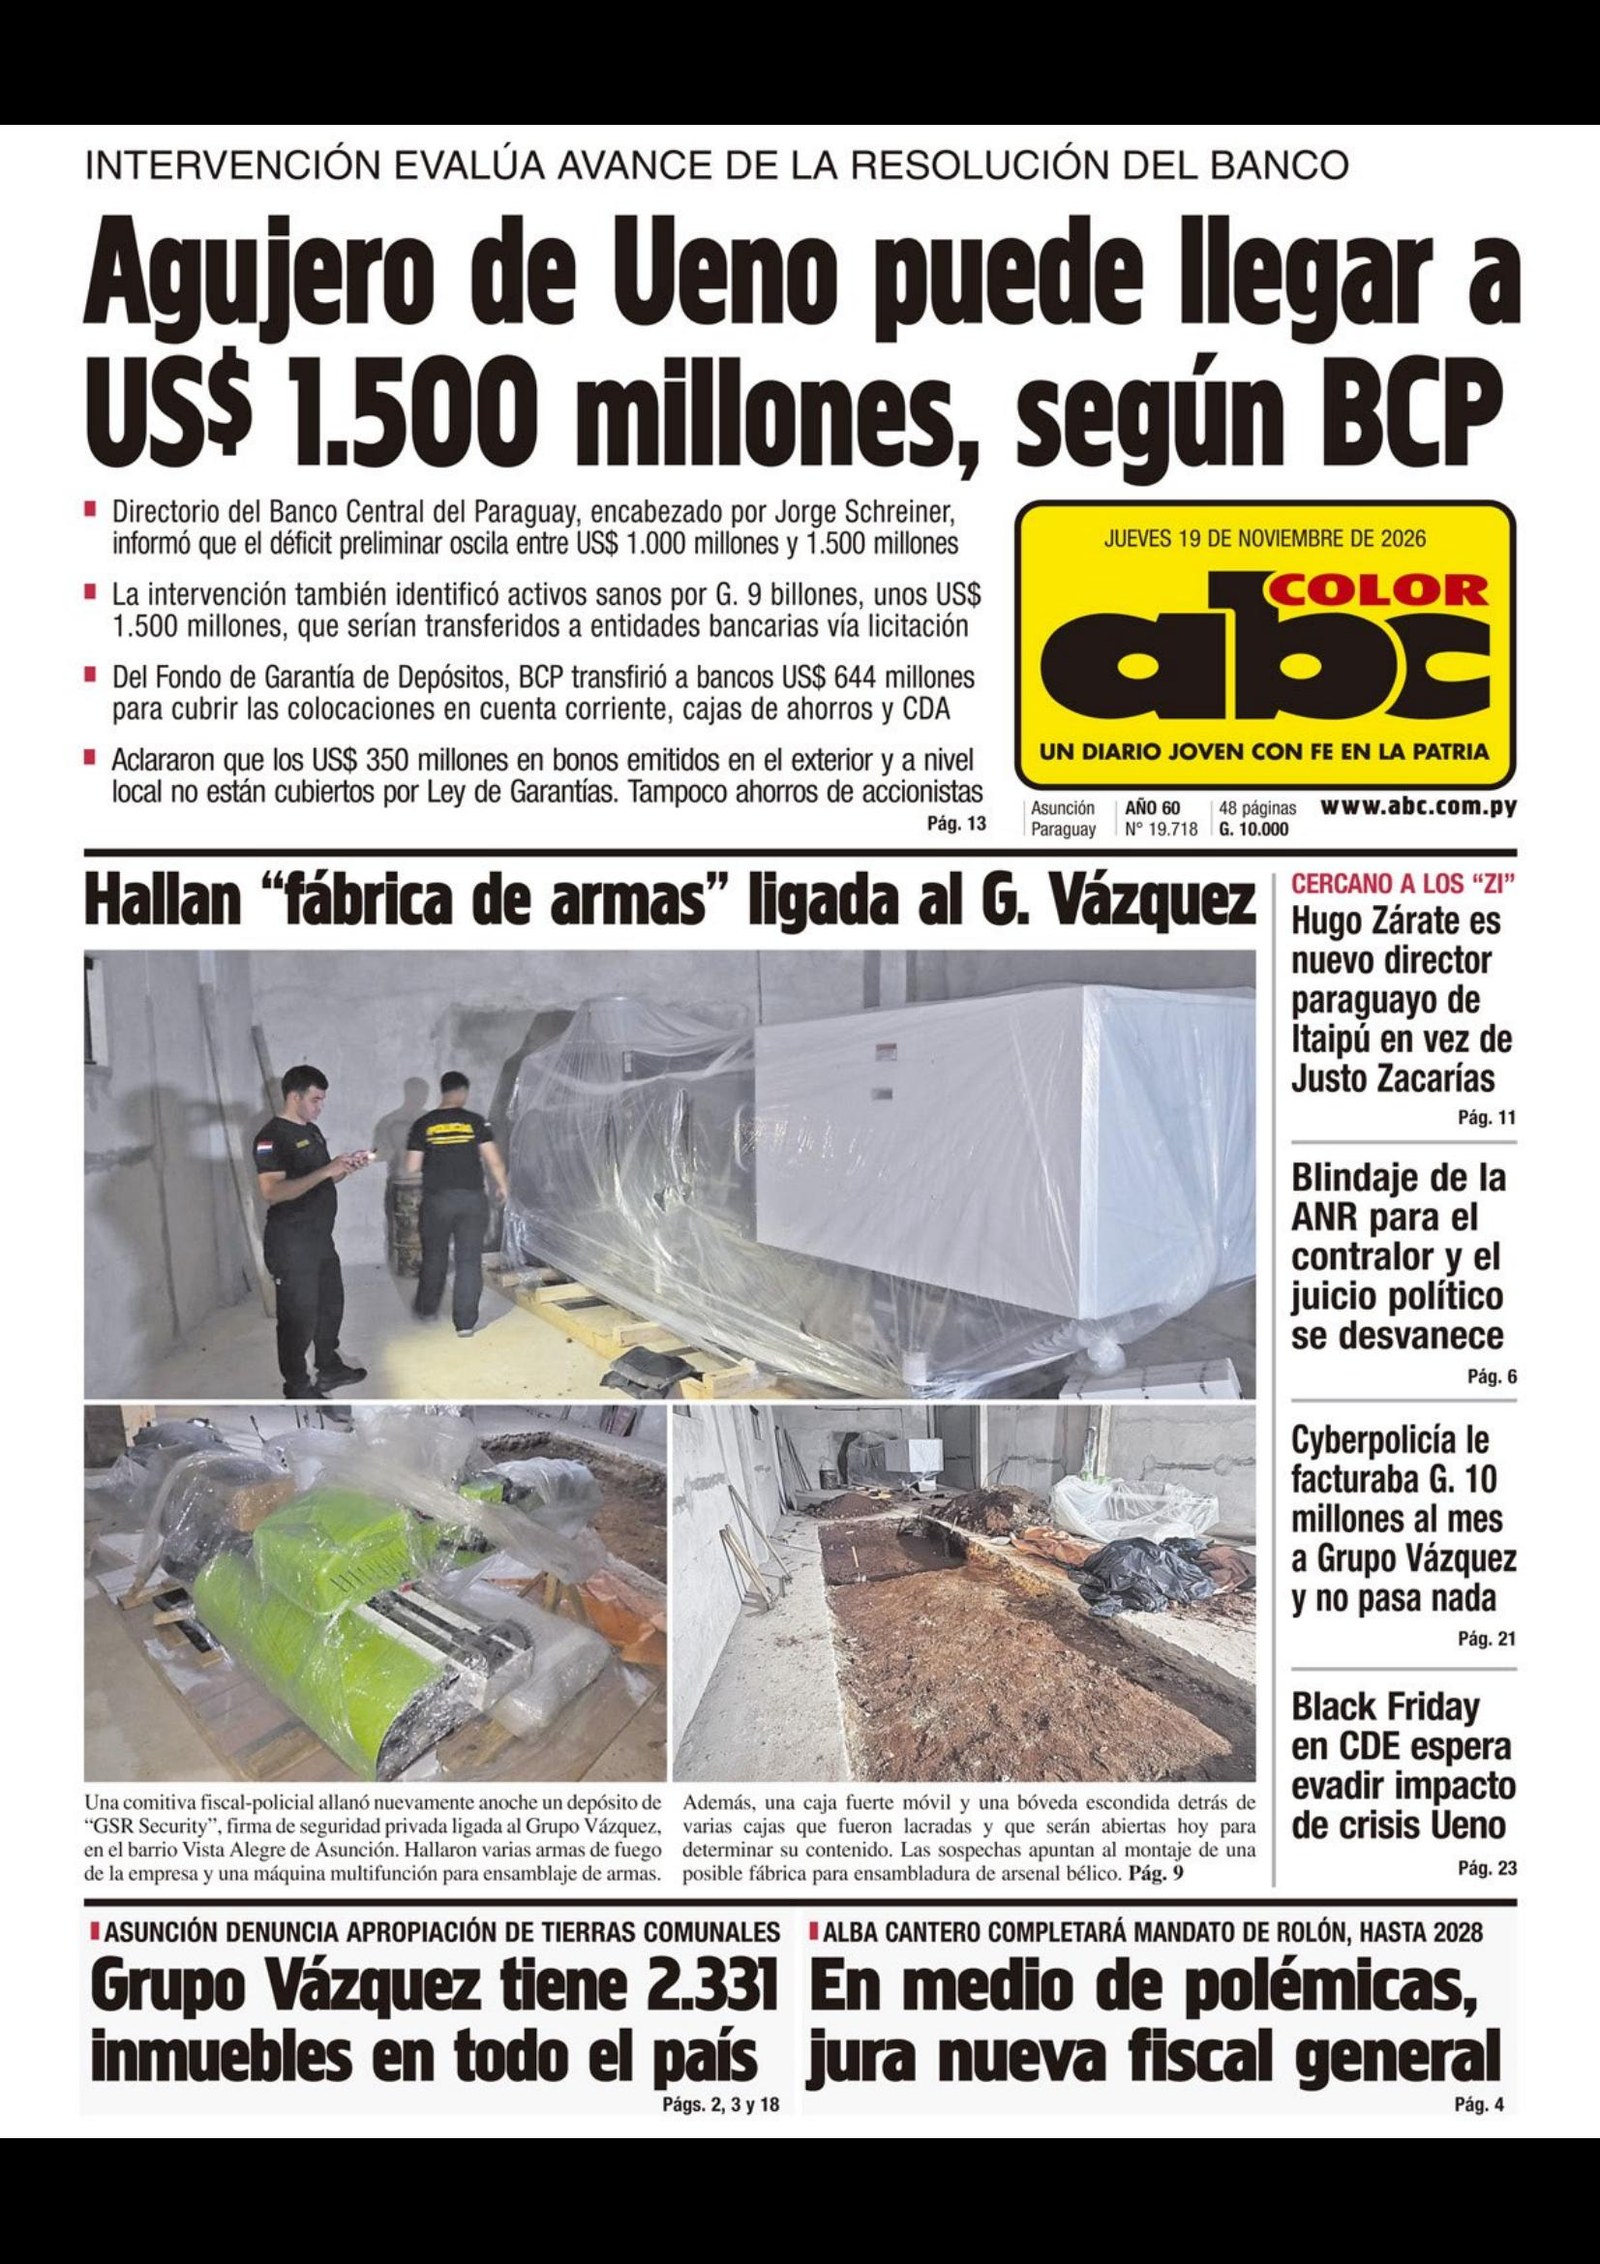 INTERVENCIÓN EVALÚA AVANCE DE LA RESOLUCIÓN DEL BANCO
Agujero de Ueno puede llegar a
US$ 1.500 millones, según BCP
Directorio del Banco Central del Paraguay, encabezado por Jorge Schreiner,
informó que el déficit preliminar oscila entre US$ 1.000 millones y 1.500 millones
La intervención también identificó activos sanos por G. 9 billones, unos US$
1.500 millones, que serían transferidos a entidades bancarias vía licitación
Del Fondo de Garantía de Depósitos, BCP transfirió a bancos US$ 644 millones
para cubrir las colocaciones en cuenta corriente, cajas de ahorros y CDA
Aclararon que los US$ 350 millones en bonos emitidos en el exterior y a nivel
local no están cubiertos por Ley de Garantías. Tampoco ahorros de accionistas
Pág. 13
JUEVES 19 DE NOVIEMBRE DE 2026
abc COLOR
UN DIARIO JOVEN CON FE EN LA PATRIA
Asunción AÑO 60 48 páginas www.abc.com.py
Paraguay N° 19.718 G. 10.000
Hallan “fábrica de armas” ligada al G. Vázquez
POLICIA
Una comitiva fiscal-policial allanó nuevamente anoche un depósito de
“GSR Security”, firma de seguridad privada ligada al Grupo Vázquez,
en el barrio Vista Alegre de Asunción. Hallaron varias armas de fuego
de la empresa y una máquina multifunción para ensamblaje de armas.
Además, una caja fuerte móvil y una bóveda escondida detrás de
varias cajas que fueron lacradas y que serán abiertas hoy para
determinar su contenido. Las sospechas apuntan al montaje de una
posible fábrica para ensambladura de arsenal bélico. Pág. 9
CERCANO A LOS “ZI”
Hugo Zárate es
nuevo director
paraguayo de
Itaipú en vez de
Justo Zacarías
Pág. 11
Blindaje de la
ANR para el
contralor y el
juicio político
se desvanece
Pág. 6
Cyberpolicía le
facturaba G. 10
millones al mes
a Grupo Vázquez
y no pasa nada
Pág. 21
Black Friday
en CDE espera
evadir impacto
de crisis Ueno
Pág. 23
ASUNCIÓN DENUNCIA APROPIACIÓN DE TIERRAS COMUNALES
Grupo Vázquez tiene 2.331
inmuebles en todo el país
Págs. 2, 3 y 18
ALBA CANTERO COMPLETARÁ MANDATO DE ROLÓN, HASTA 2028
En medio de polémicas,
jura nueva fiscal general
Pág. 4